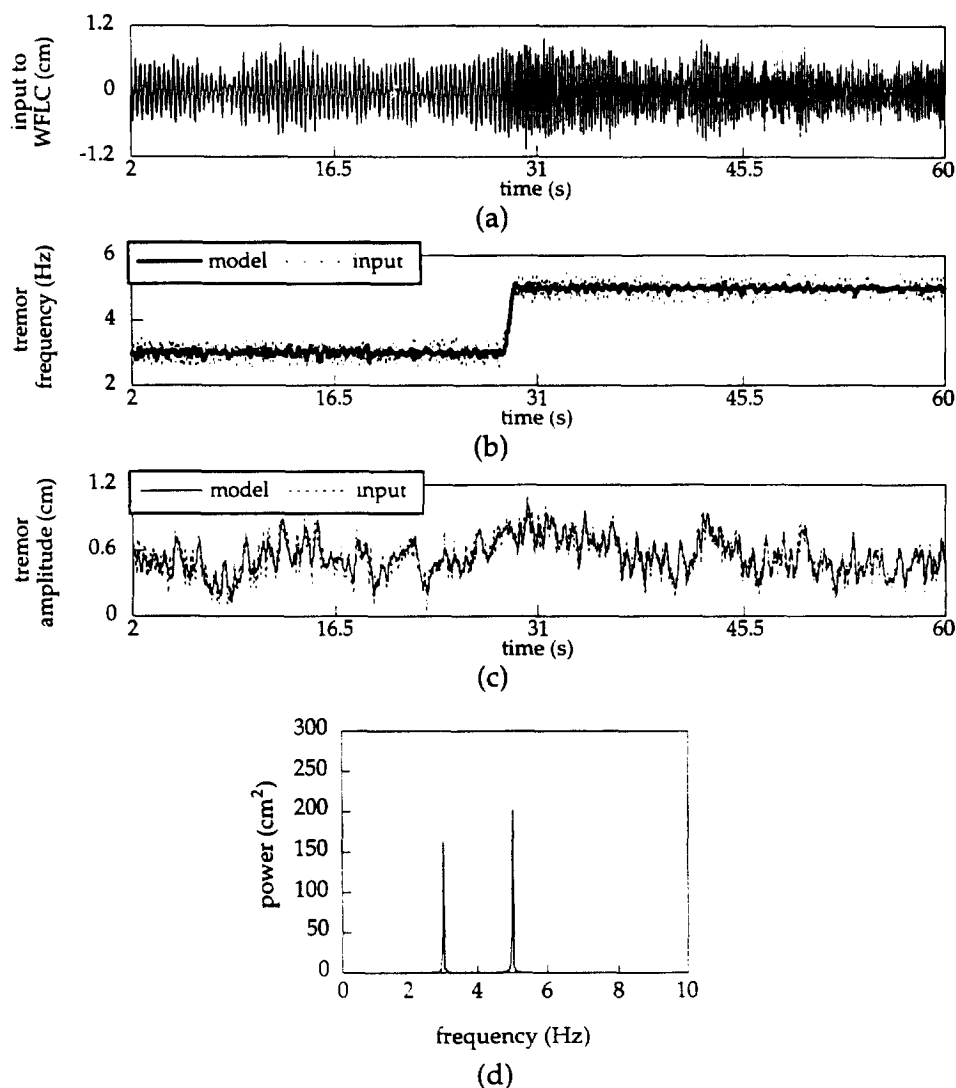 input to
WFLC (cm)
1.2
0
-1.2
2 16.5 31 45.5 60
time (s)
(a)
tremor
frequency (Hz)
model input
6
4
2
2 16.5 31 45.5 60
time (s)
(b)
tremor
amplitude (cm)
model input
1.2
0.6
0
2 16.5 31 45.5 60
time (s)
(c)
power (cm²)
300
250
200
150
100
50
0
0 2 4 6 8 10
frequency (Hz)
(d)